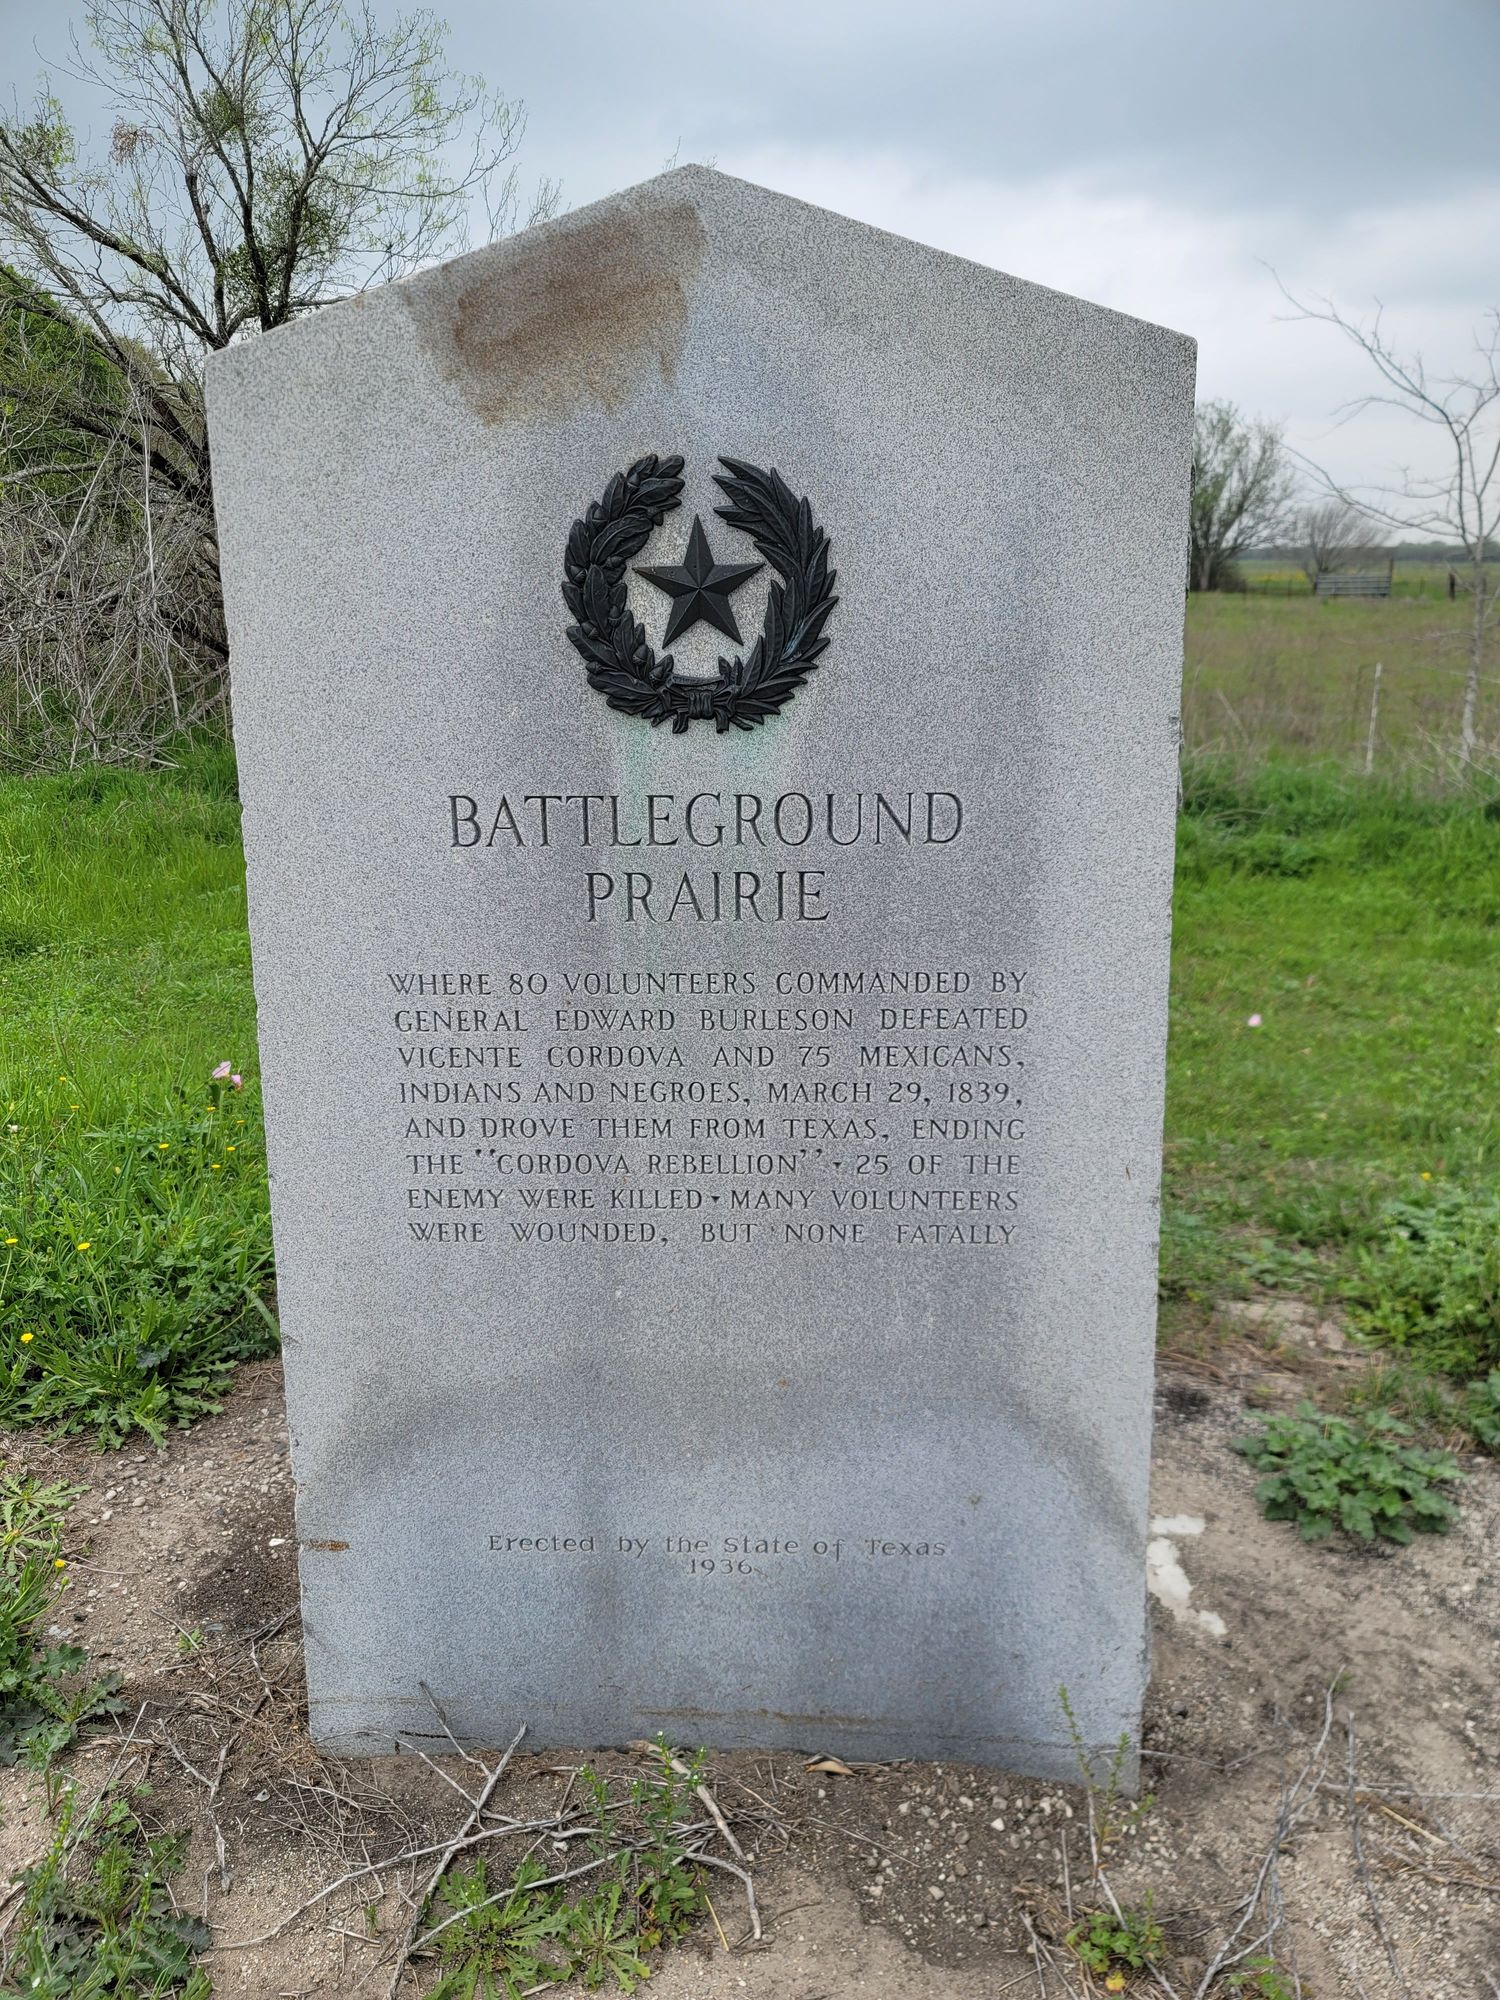 BATTLEGROUND
PRAIRIE
WHERE 80 VOLUNTEERS COMMANDED BY
GENERAL EDWARD BURLESON DEFEATED
VICENTE CORDOVA AND 75 MEXICANS,
INDIANS AND NEGROES, MARCH 29, 1839,
AND DROVE THEM FROM TEXAS, ENDING
THE "CORDOVA REBELLION" ▾ 25 OF THE
ENEMY WERE KILLED ▾ MANY VOLUNTEERS
WERE WOUNDED, BUT NONE FATALLY
Erected by the State of Texas
1936